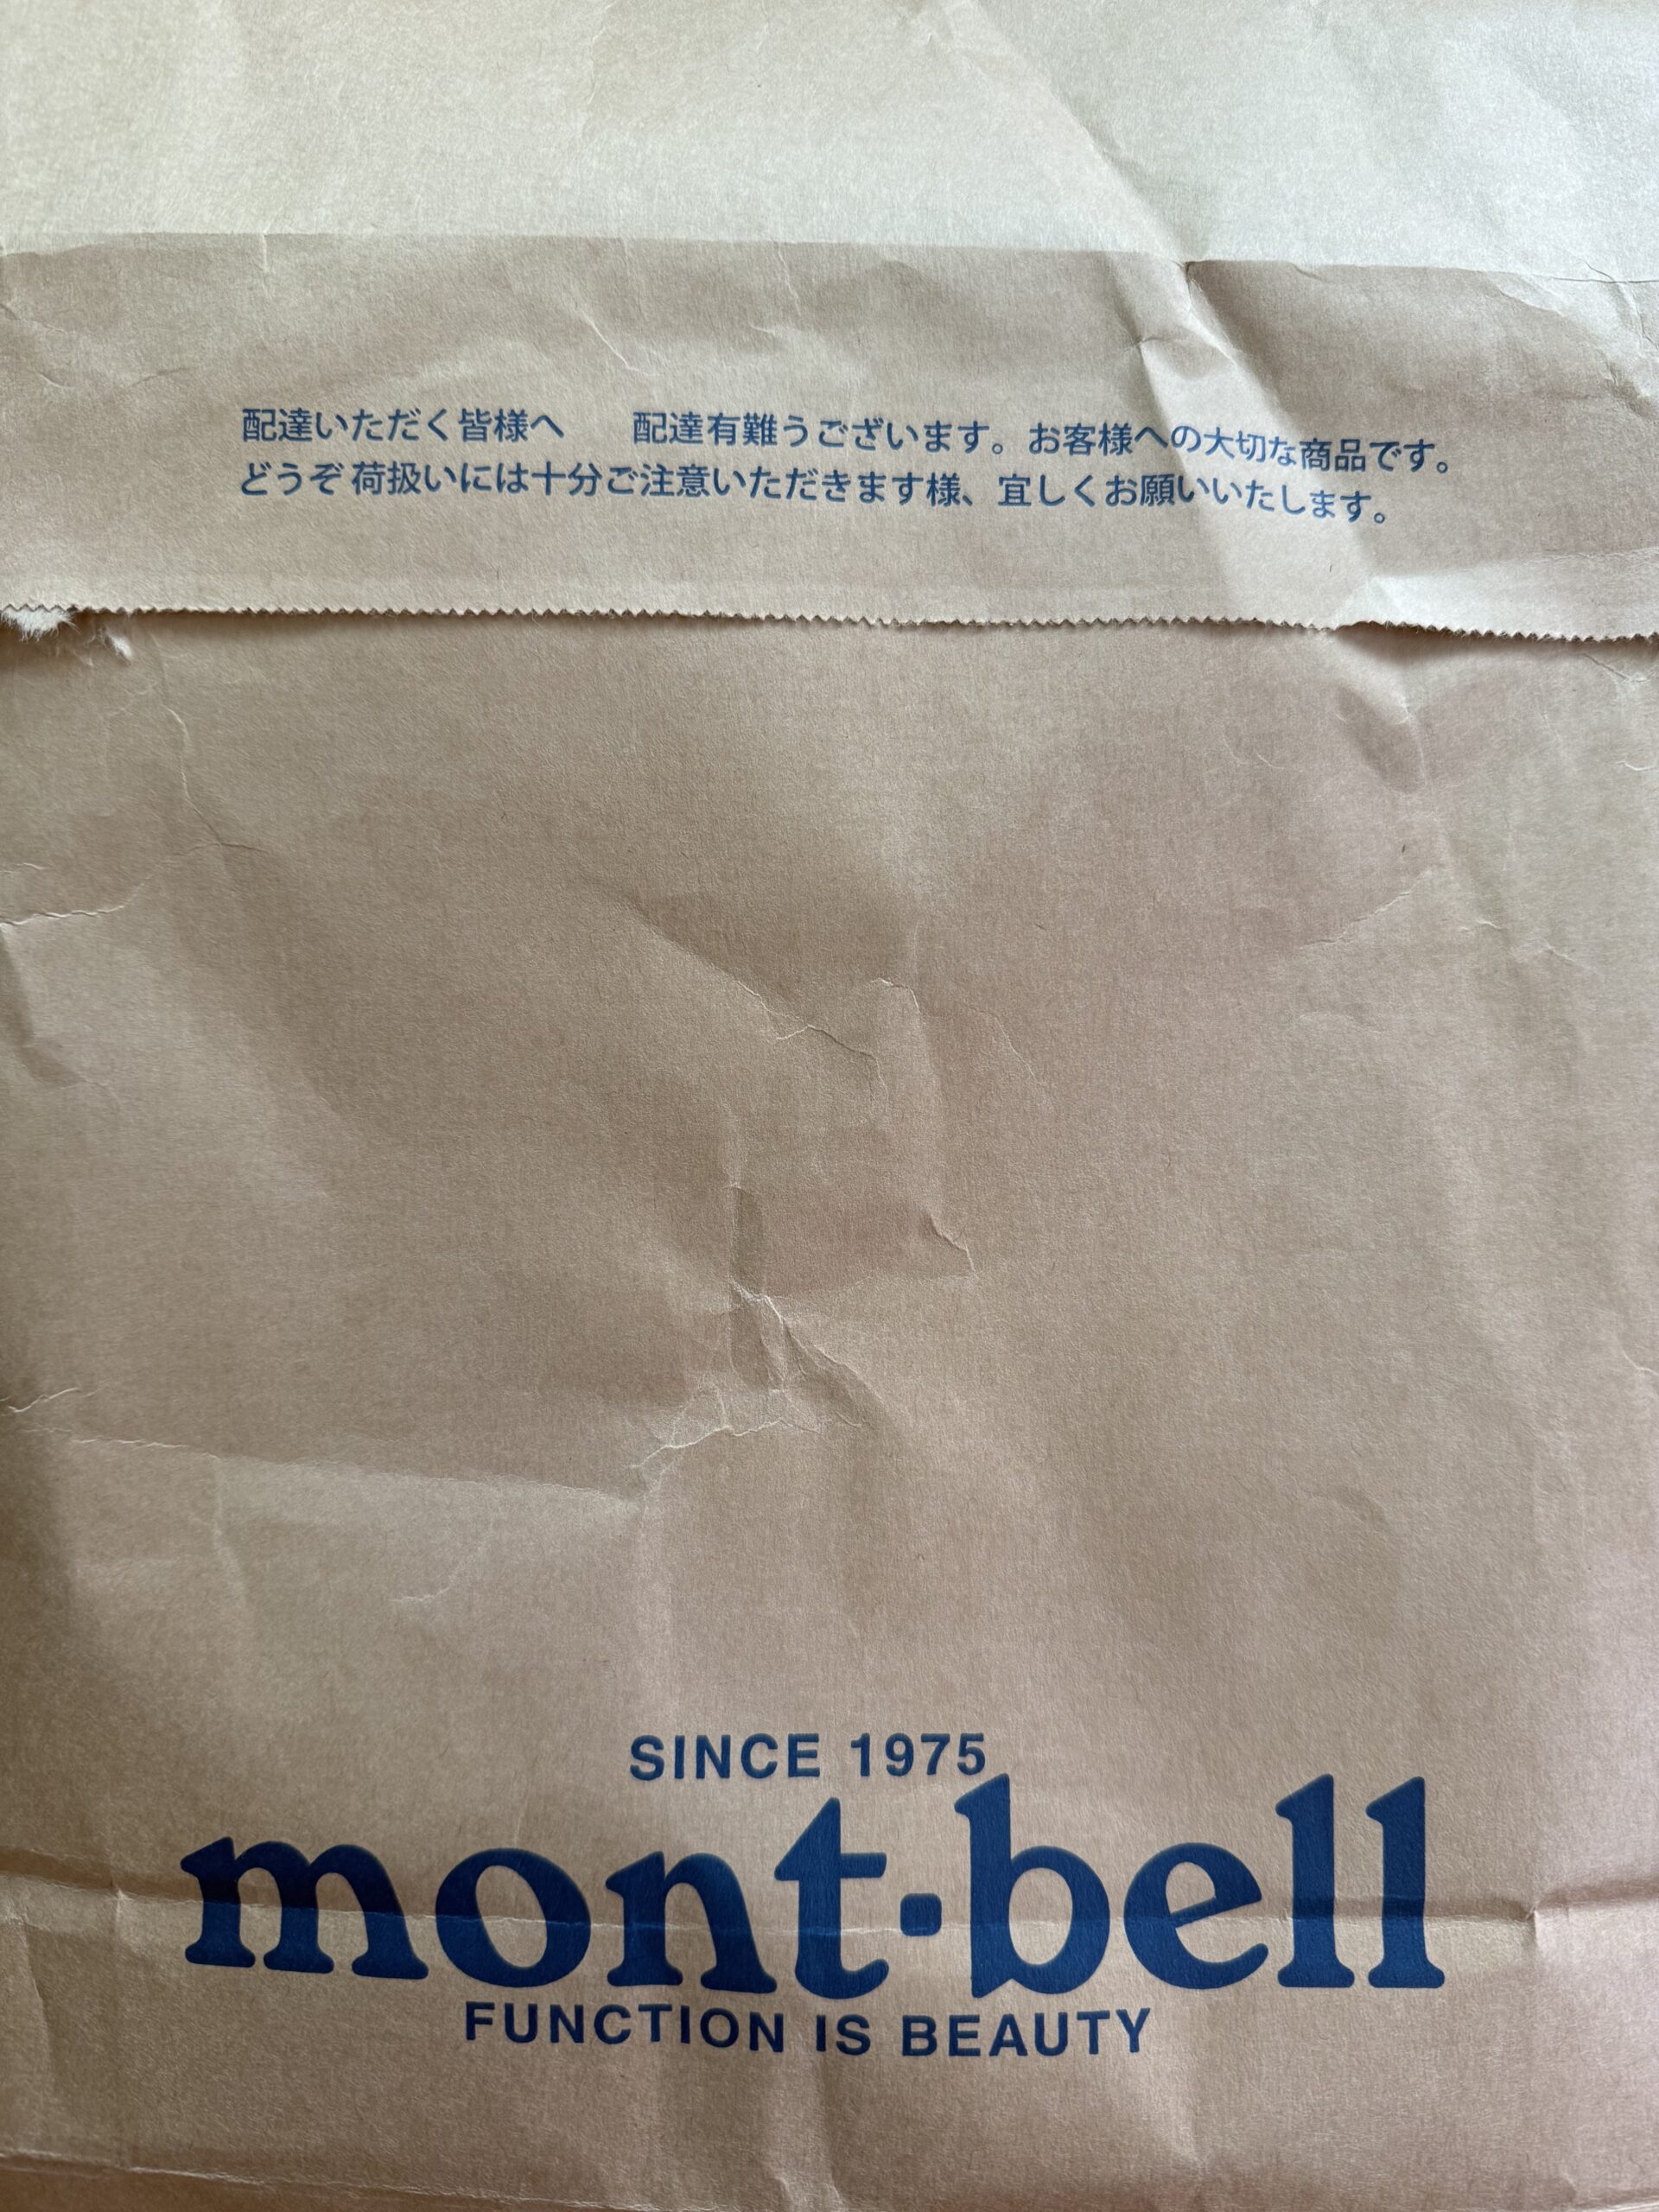 配達いただく皆様へ　　配達有難うございます。お客様への大切な商品です。
どうぞ荷扱いには十分ご注意いただきます様、宜しくお願いいたします。
SINCE 1975
mont·bell
FUNCTION IS BEAUTY